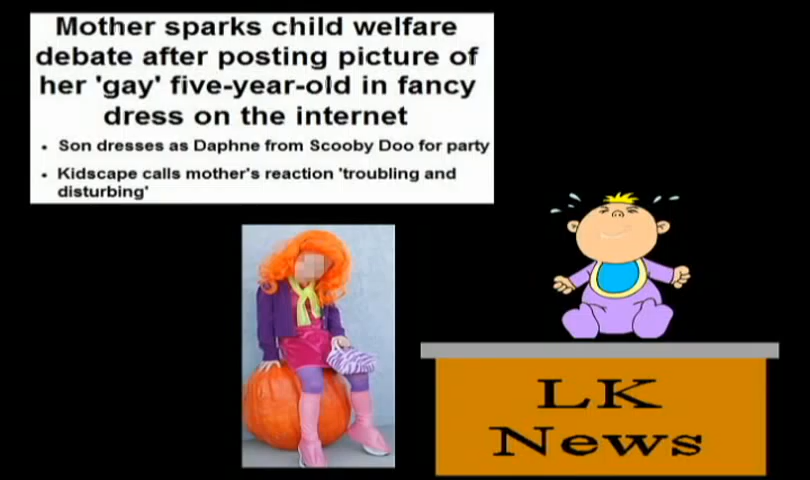 Mother sparks child welfare
debate after posting picture of
her 'gay' five-year-old in fancy
dress on the internet
• Son dresses as Daphne from Scooby Doo for party
• Kidscape calls mother's reaction 'troubling and
disturbing'
LK
News